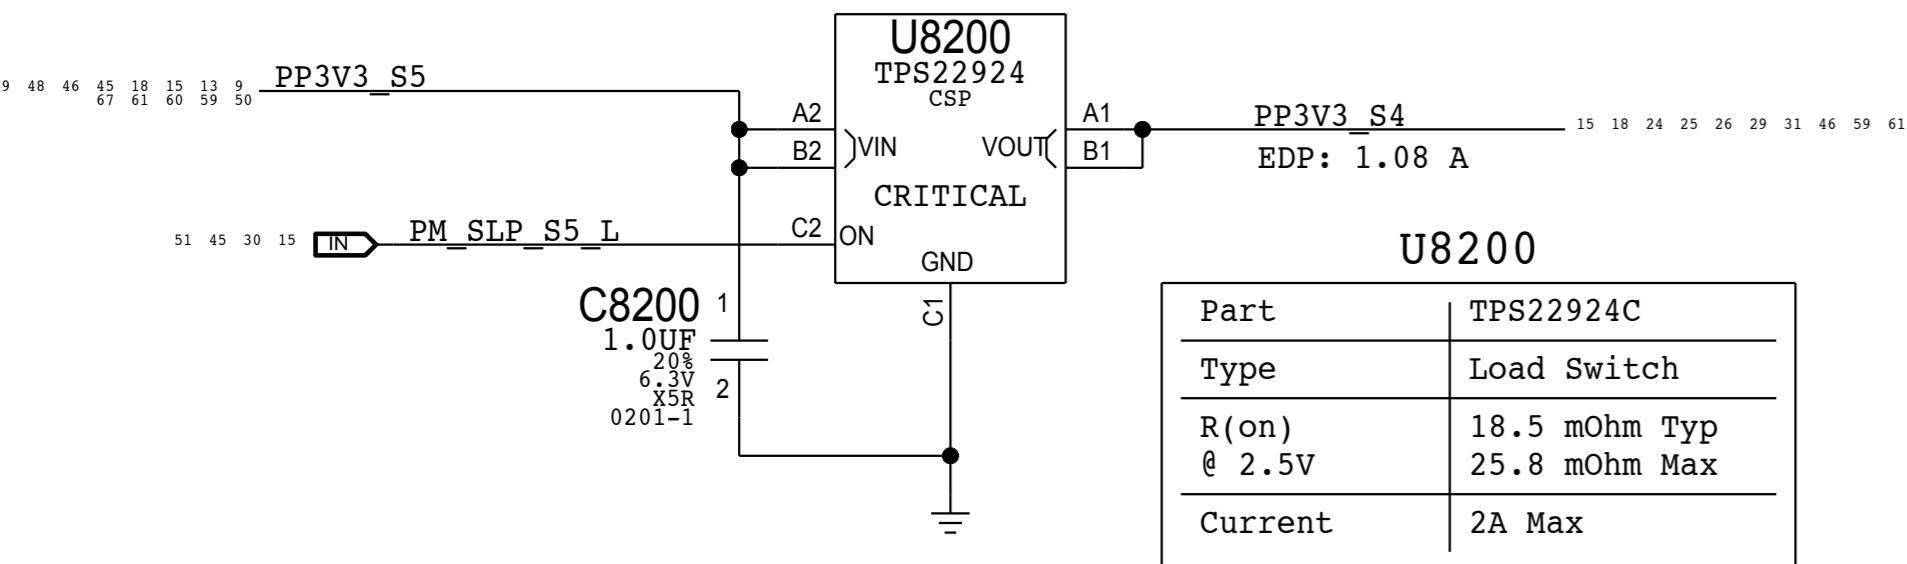 U8200
TPS22924
CSP
9 48 46 45 18 15 13 9
67 61 60 59 50
PP3V3_S5
A2
B2
VIN
VOUT
A1
B1
PP3V3_S4
15 18 24 25 26 29 31 46 59 61
EDP: 1.08 A
CRITICAL
51 45 30 15
IN
PM_SLP_S5_L
C2
ON
GND
C1
C8200
1
1.0UF
20%
6.3V
X5R
0201-1
2
U8200
Part TPS22924C
Type Load Switch
R(on) 18.5 mOhm Typ
@ 2.5V 25.8 mOhm Max
Current 2A Max